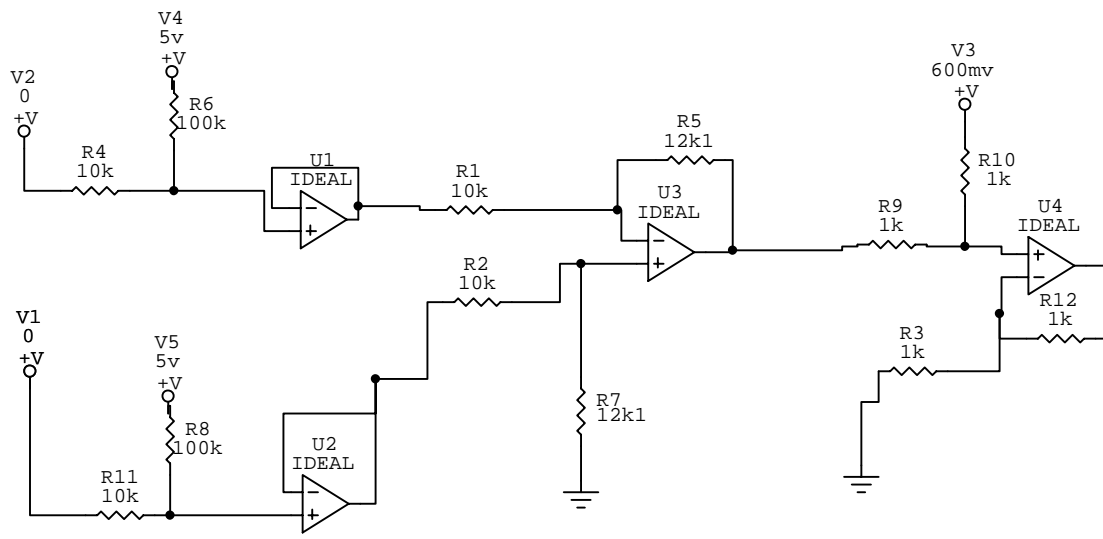 V4
5v
+V
V2
0
+V
R6
100k
R4
10k
U1
IDEAL
-
+
R1
10k
R5
12k1
U3
IDEAL
-
+
V3
600mv
+V
R10
1k
R9
1k
U4
IDEAL
+
-
R12
1k
R3
1k
R2
10k
R7
12k1
V1
0
+V
V5
5v
+V
R8
100k
R11
10k
U2
IDEAL
-
+